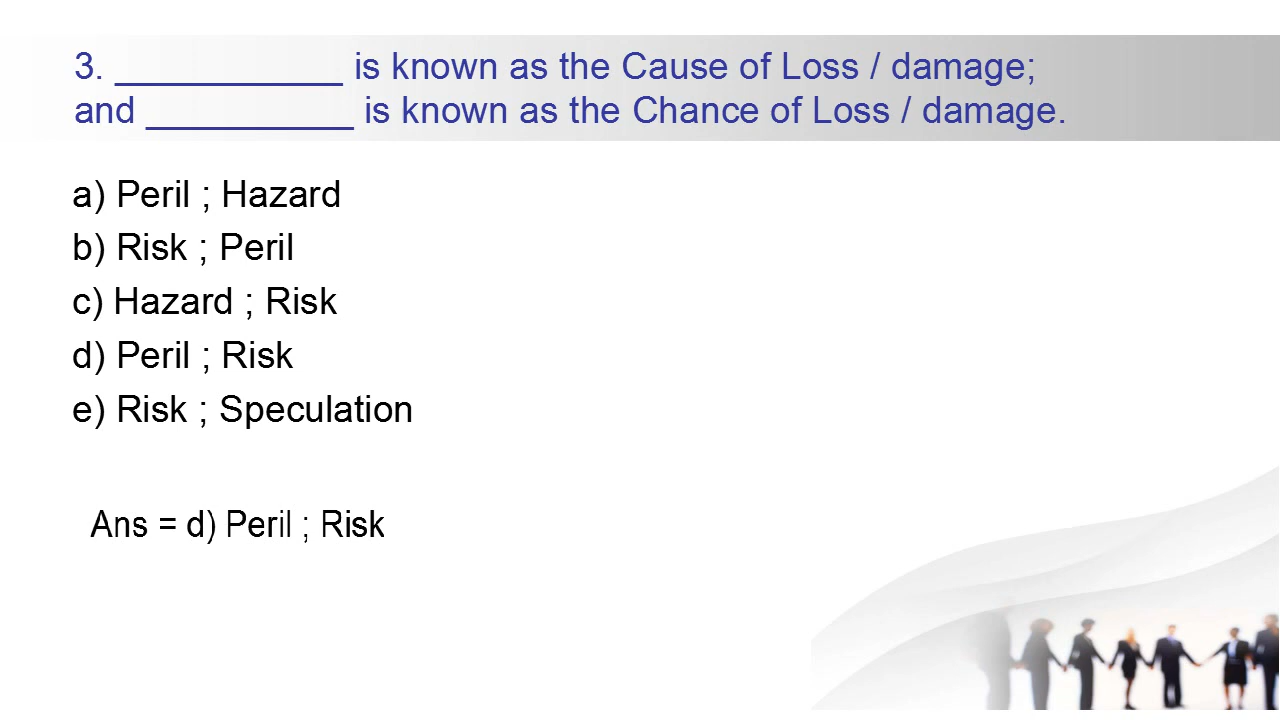 3. ___________ is known as the Cause of Loss / damage;
and __________ is known as the Chance of Loss / damage.
a) Peril ; Hazard
b) Risk ; Peril
c) Hazard ; Risk
d) Peril ; Risk
e) Risk ; Speculation
Ans = d) Peril ; Risk